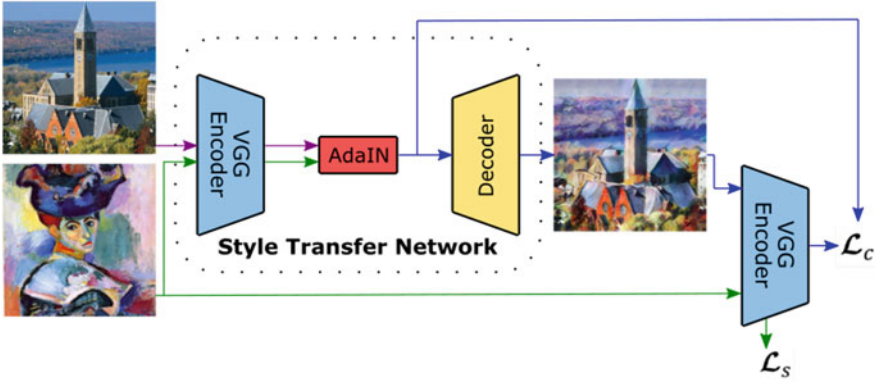 VGG
Encoder
AdaIN
Decoder
Style Transfer Network
VGG
Encoder
ℒc
ℒs